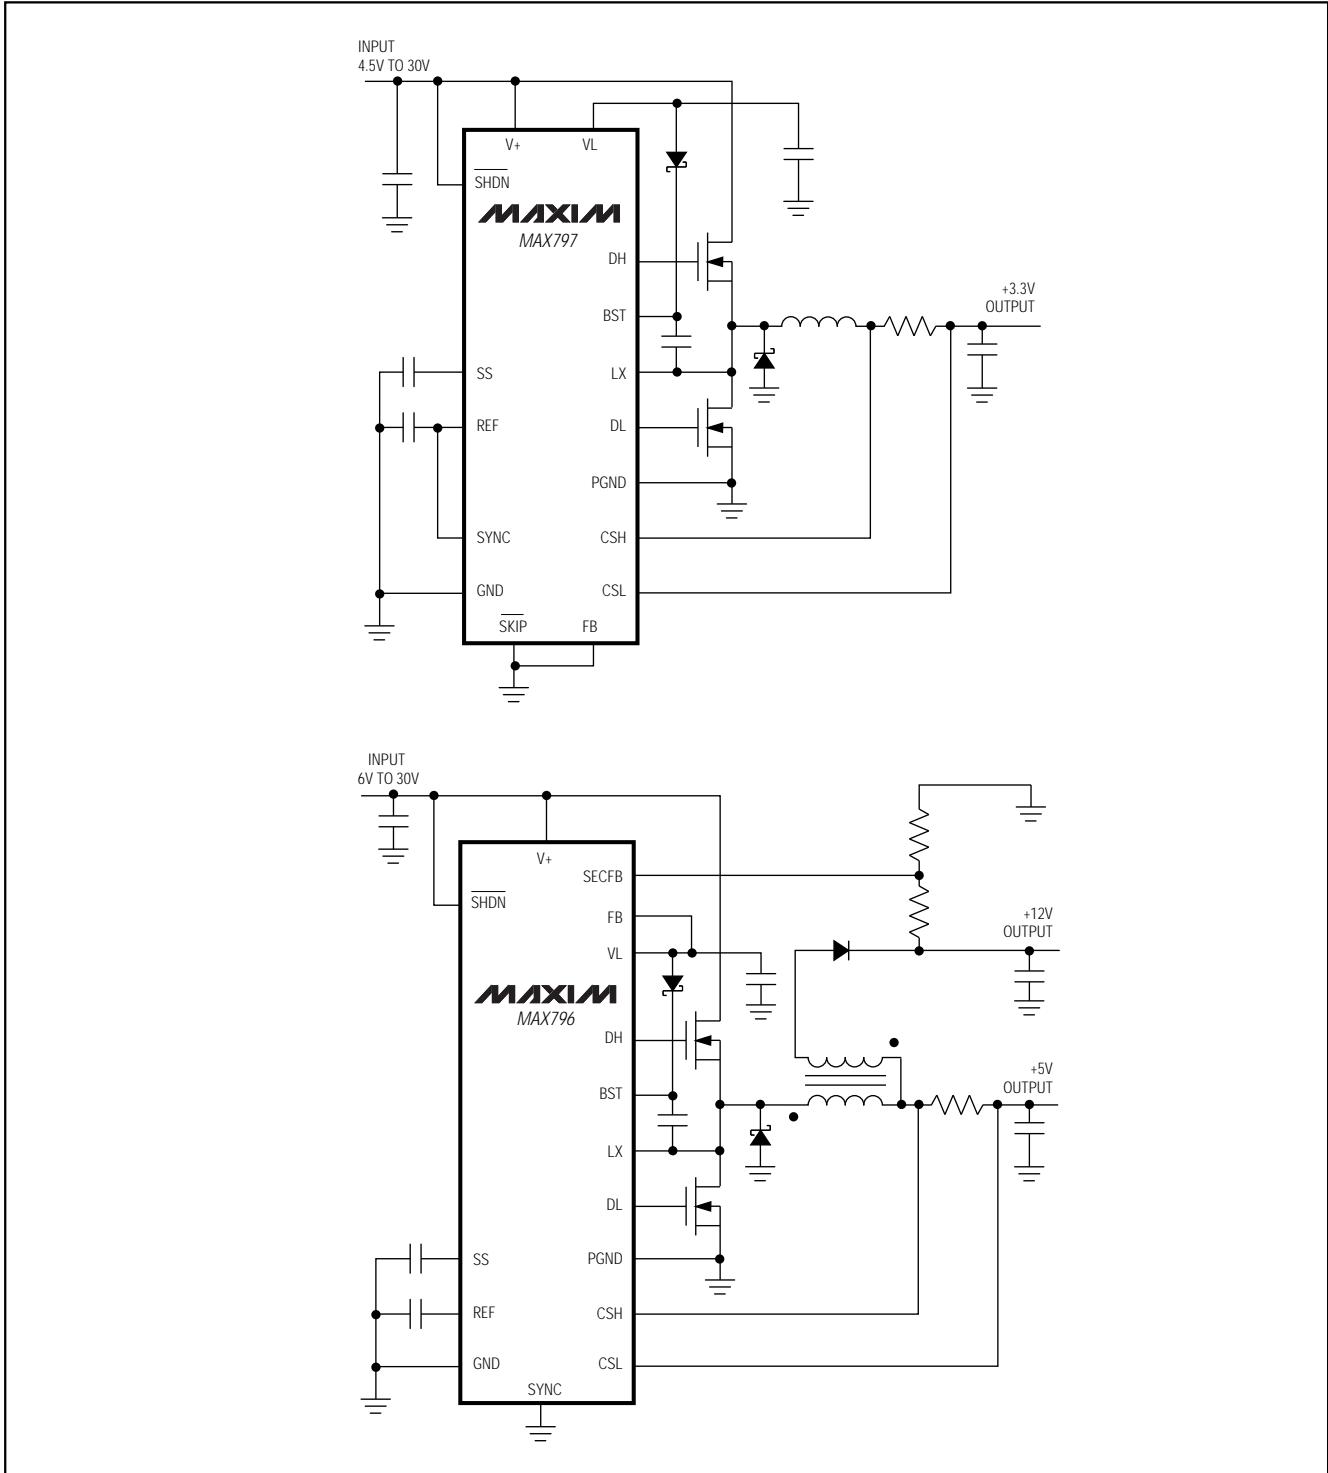 INPUT
4.5V TO 30V
V+
VL
SHDN
MAXIM
MAX797
DH
+3.3V
OUTPUT
BST
SS
LX
REF
DL
PGND
SYNC
CSH
GND
CSL
SKIP
FB
INPUT
6V TO 30V
V+
SECFB
SHDN
FB
+12V
OUTPUT
VL
MAXIM
MAX796
DH
+5V
OUTPUT
BST
LX
DL
SS
PGND
REF
CSH
GND
CSL
SYNC